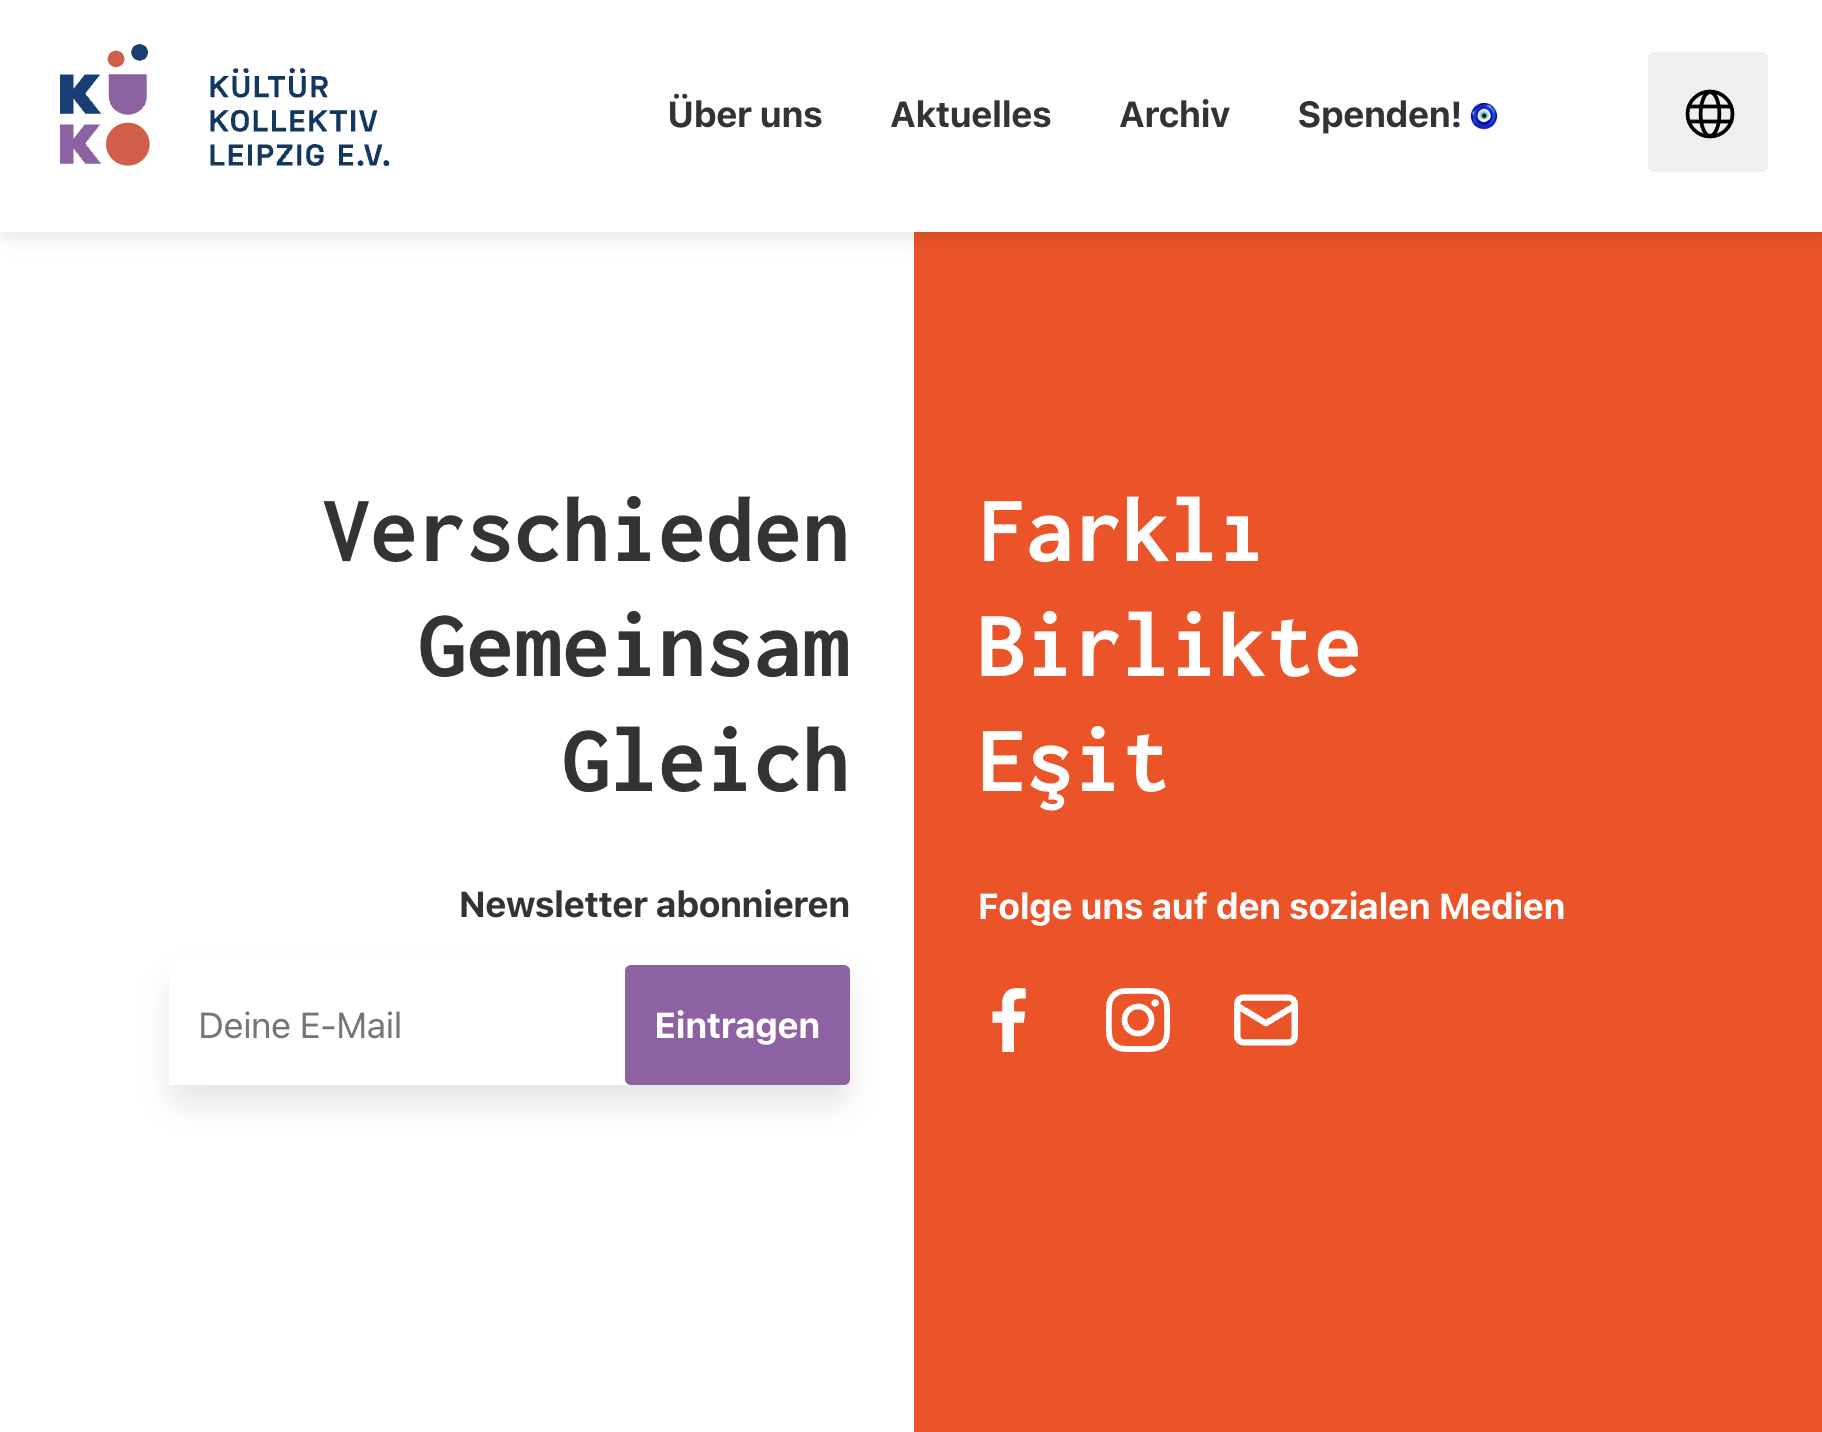 KÜKO
KÜLTÜR
KOLLEKTIV
LEIPZIG E.V.
Über uns
Aktuelles
Archiv
Spenden! 🧿
Verschieden
Gemeinsam
Gleich
Newsletter abonnieren
Deine E-Mail
Eintragen
Farklı
Birlikte
Eşit
Folge uns auf den sozialen Medien